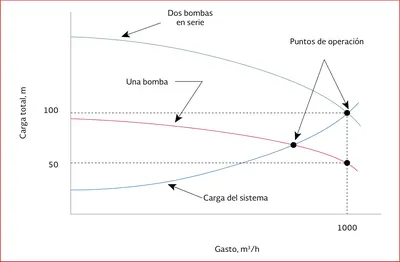 Dos bombas
en serie
Puntos de operación
Una bomba
Carga total, m
100
50
Carga del sistema
1000
Gasto, m³/h